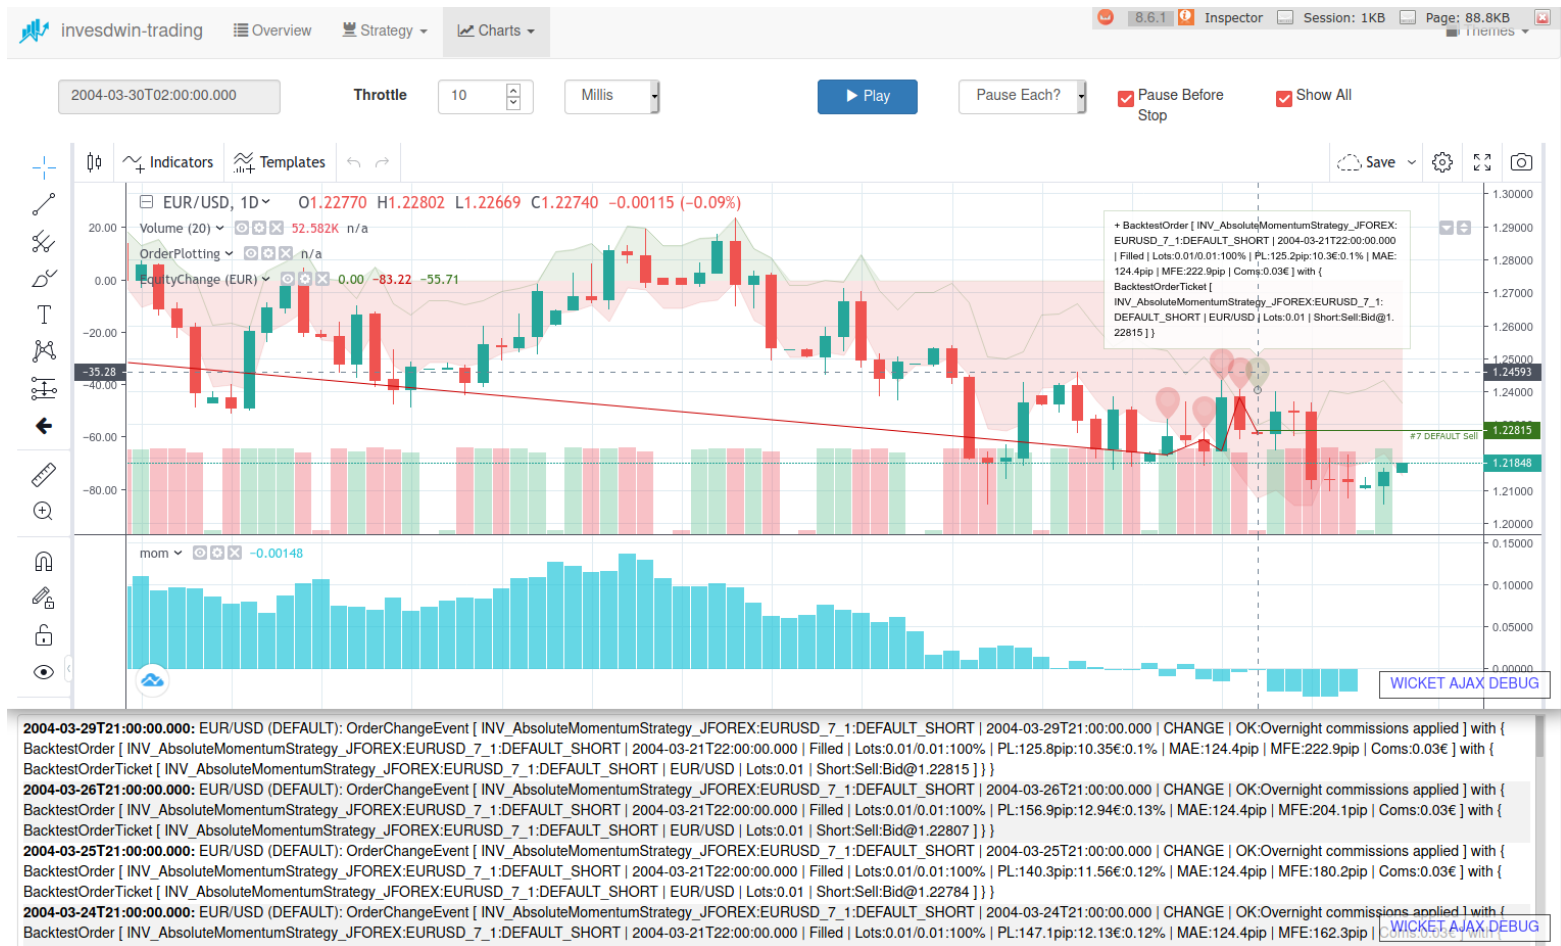 8.6.1 Inspector Session: 1KB Page: 88.8KB
invesdwin-trading Overview Strategy Charts Themes
2004-03-30T02:00:00.000 Throttle 10 Millis Play Pause Each? Pause Before Stop Show All
Indicators Templates Save
EUR/USD, 1D O1.22770 H1.22802 L1.22669 C1.22740 −0.00115 (−0.09%)
Volume (20) 52.582K n/a
OrderPlotting n/a
EquityChange (EUR) 0.00 −83.22 −55.71
20.00
0.00
−20.00
−35.28
−40.00
−60.00
−80.00
+ BacktestOrder [ INV_AbsoluteMomentumStrategy_JFOREX:
EURUSD_7_1:DEFAULT_SHORT | 2004-03-21T22:00:00.000
| Filled | Lots:0.01/0.01:100% | PL:125.2pip:10.3€:0.1% | MAE:
124.4pip | MFE:222.9pip | Coms:0.03€ ] with {
BacktestOrderTicket [
INV_AbsoluteMomentumStrategy_JFOREX:EURUSD_7_1:
DEFAULT_SHORT | EUR/USD | Lots:0.01 | Short:Sell:Bid@1.
22815 ] }
1.30000
1.29000
1.28000
1.27000
1.26000
1.25000
1.24593
1.24000
1.22815
#7 DEFAULT Sell
1.21848
1.21000
1.20000
mom −0.00148
0.15000
0.10000
0.05000
0.00000
WICKET AJAX DEBUG
2004-03-29T21:00:00.000: EUR/USD (DEFAULT): OrderChangeEvent [ INV_AbsoluteMomentumStrategy_JFOREX:EURUSD_7_1:DEFAULT_SHORT | 2004-03-29T21:00:00.000 | CHANGE | OK:Overnight commissions applied ] with {
BacktestOrder [ INV_AbsoluteMomentumStrategy_JFOREX:EURUSD_7_1:DEFAULT_SHORT | 2004-03-21T22:00:00.000 | Filled | Lots:0.01/0.01:100% | PL:125.8pip:10.35€:0.1% | MAE:124.4pip | MFE:222.9pip | Coms:0.03€ ] with {
BacktestOrderTicket [ INV_AbsoluteMomentumStrategy_JFOREX:EURUSD_7_1:DEFAULT_SHORT | EUR/USD | Lots:0.01 | Short:Sell:Bid@1.22815 ] } }
2004-03-26T21:00:00.000: EUR/USD (DEFAULT): OrderChangeEvent [ INV_AbsoluteMomentumStrategy_JFOREX:EURUSD_7_1:DEFAULT_SHORT | 2004-03-26T21:00:00.000 | CHANGE | OK:Overnight commissions applied ] with {
BacktestOrder [ INV_AbsoluteMomentumStrategy_JFOREX:EURUSD_7_1:DEFAULT_SHORT | 2004-03-21T22:00:00.000 | Filled | Lots:0.01/0.01:100% | PL:156.9pip:12.94€:0.13% | MAE:124.4pip | MFE:204.1pip | Coms:0.03€ ] with {
BacktestOrderTicket [ INV_AbsoluteMomentumStrategy_JFOREX:EURUSD_7_1:DEFAULT_SHORT | EUR/USD | Lots:0.01 | Short:Sell:Bid@1.22807 ] } }
2004-03-25T21:00:00.000: EUR/USD (DEFAULT): OrderChangeEvent [ INV_AbsoluteMomentumStrategy_JFOREX:EURUSD_7_1:DEFAULT_SHORT | 2004-03-25T21:00:00.000 | CHANGE | OK:Overnight commissions applied ] with {
BacktestOrder [ INV_AbsoluteMomentumStrategy_JFOREX:EURUSD_7_1:DEFAULT_SHORT | 2004-03-21T22:00:00.000 | Filled | Lots:0.01/0.01:100% | PL:140.3pip:11.56€:0.12% | MAE:124.4pip | MFE:180.2pip | Coms:0.03€ ] with {
BacktestOrderTicket [ INV_AbsoluteMomentumStrategy_JFOREX:EURUSD_7_1:DEFAULT_SHORT | EUR/USD | Lots:0.01 | Short:Sell:Bid@1.22784 ] } }
2004-03-24T21:00:00.000: EUR/USD (DEFAULT): OrderChangeEvent [ INV_AbsoluteMomentumStrategy_JFOREX:EURUSD_7_1:DEFAULT_SHORT | 2004-03-24T21:00:00.000 | CHANGE | OK:Overnight commissions applied ] with {
BacktestOrder [ INV_AbsoluteMomentumStrategy_JFOREX:EURUSD_7_1:DEFAULT_SHORT | 2004-03-21T22:00:00.000 | Filled | Lots:0.01/0.01:100% | PL:147.1pip:12.13€:0.12% | MAE:124.4pip | MFE:162.3pip | Coms:0.03€ ] with {
WICKET AJAX DEBUG